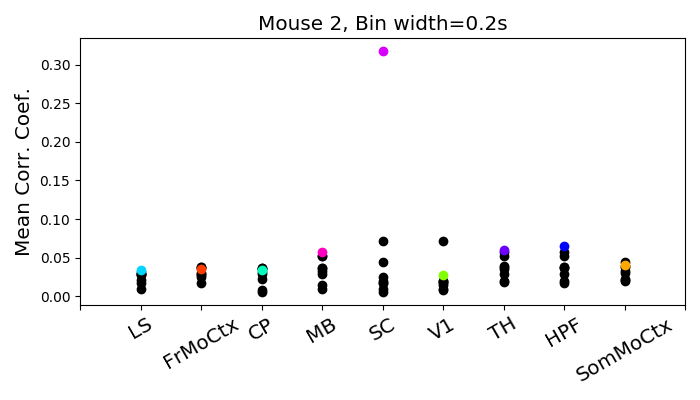 Mouse 2, Bin width=0.2s
Mean Corr. Coef.
0.30
0.25
0.20
0.15
0.10
0.05
0.00
LS
FrMoCtx
CP
MB
SC
V1
TH
HPF
SomMoCtx